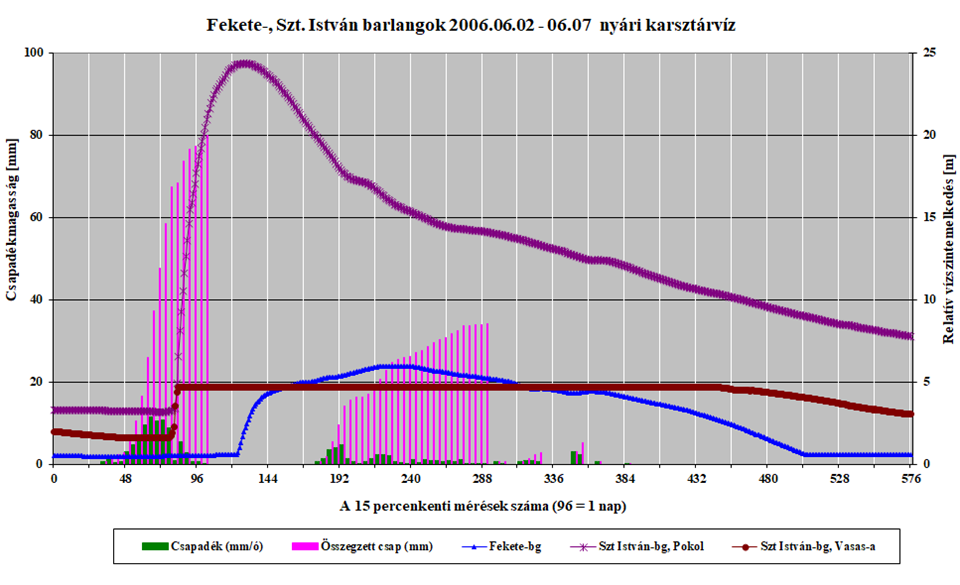 Fekete-, Szt. István barlangok 2006.06.02 - 06.07 nyári karsztárvíz
Csapadékmagasság [mm]
100
80
60
40
20
0
25
20
15
10
5
0
Relatív vízszintemelkedés [m]
0 48 96 144 192 240 288 336 384 432 480 528 576
A 15 percenkénti mérések száma (96 = 1 nap)
Csapadék (mm/ó) Összegzett csap (mm) Fekete-bg Szt István-bg, Pokol Szt István-bg, Vasas-a